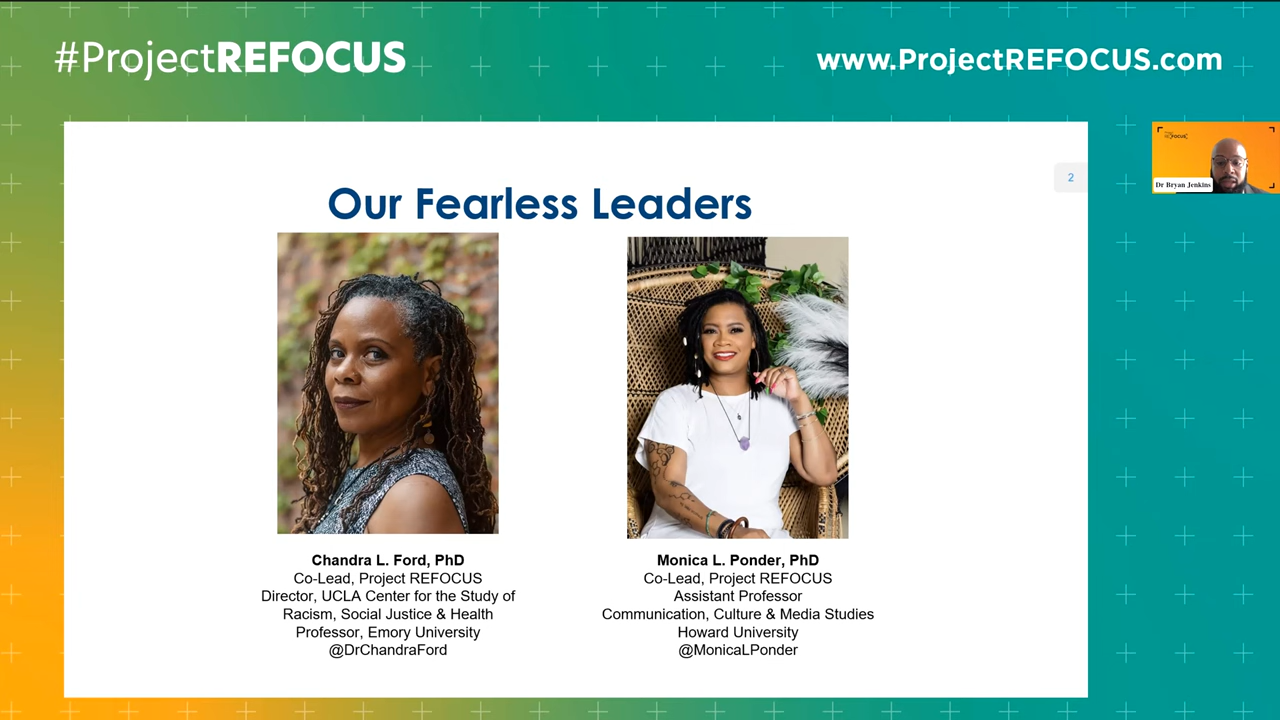 #ProjectREFOCUS
www.ProjectREFOCUS.com
REFOCUS
Dr Bryan Jenkins
2
Our Fearless Leaders
Chandra L. Ford, PhD
Co-Lead, Project REFOCUS
Director, UCLA Center for the Study of
Racism, Social Justice & Health
Professor, Emory University
@DrChandraFord
Monica L. Ponder, PhD
Co-Lead, Project REFOCUS
Assistant Professor
Communication, Culture & Media Studies
Howard University
@MonicaLPonder